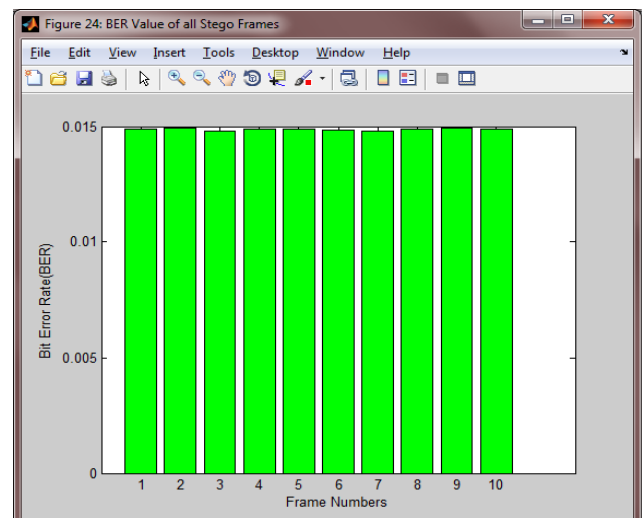 Figure 24: BER Value of all Stego Frames
File Edit View Insert Tools Desktop Window Help
0.015
0.01
0.005
0
Bit Error Rate(BER)
1 2 3 4 5 6 7 8 9 10
Frame Numbers